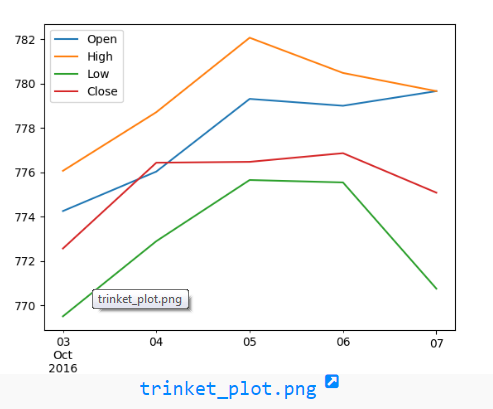 782
780
778
776
774
772
770
Open
High
Low
Close
trinket_plot.png
03
Oct
2016
04
05
06
07
trinket_plot.png